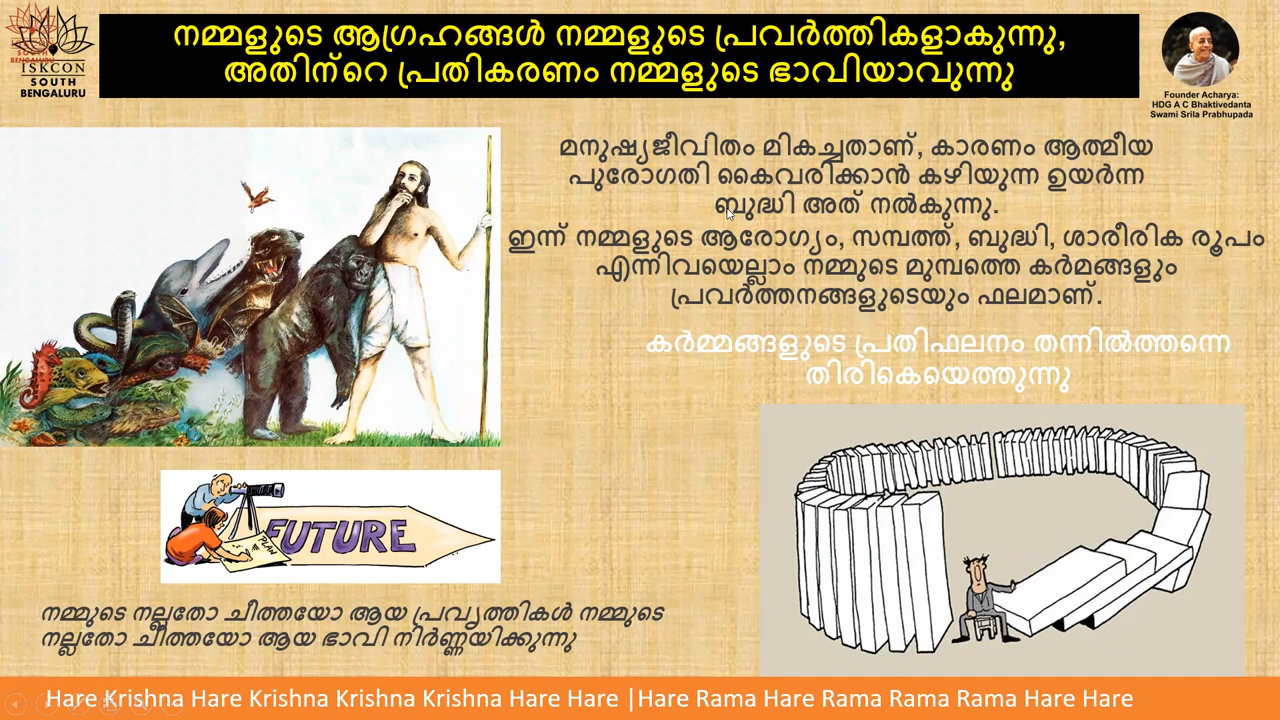 നമ്മളുടെ ആഗ്രഹങ്ങൾ നമ്മളുടെ പ്രവർത്തികളാകുന്നു,
അതിന്റെ പ്രതികരണം നമ്മളുടെ ഭാവിയാവുന്നു
ISKCON
SOUTH
BENGALURU
Founder Acharya:
HDG A C Bhaktivedanta
Swami Srila Prabhupada
മനുഷ്യജീവിതം മികച്ചതാണ്, കാരണം ആത്മീയ
പുരോഗതി കൈവരിക്കാൻ കഴിയുന്ന ഉയർന്ന
ബുദ്ധി അത് നൽകുന്നു.
ഇന്ന് നമ്മളുടെ ആരോഗ്യം, സമ്പത്ത്, ബുദ്ധി, ശാരീരിക രൂപം
എന്നിവയെല്ലാം നമ്മുടെ മുമ്പത്തെ കർമങ്ങളും
പ്രവർത്തനങ്ങളുടെയും ഫലമാണ്.
കർമ്മങ്ങളുടെ പ്രതിഫലനം തന്നിൽത്തന്നെ
തിരികെയെത്തുന്നു
FUTURE
PLAN
നമ്മുടെ നല്ലതോ ചീത്തയോ ആയ പ്രവൃത്തികൾ നമ്മുടെ
നല്ലതോ ചീത്തയോ ആയ ഭാവി നിർണ്ണയിക്കുന്നു
Hare Krishna Hare Krishna Krishna Krishna Hare Hare |Hare Rama Hare Rama Rama Rama Hare Hare